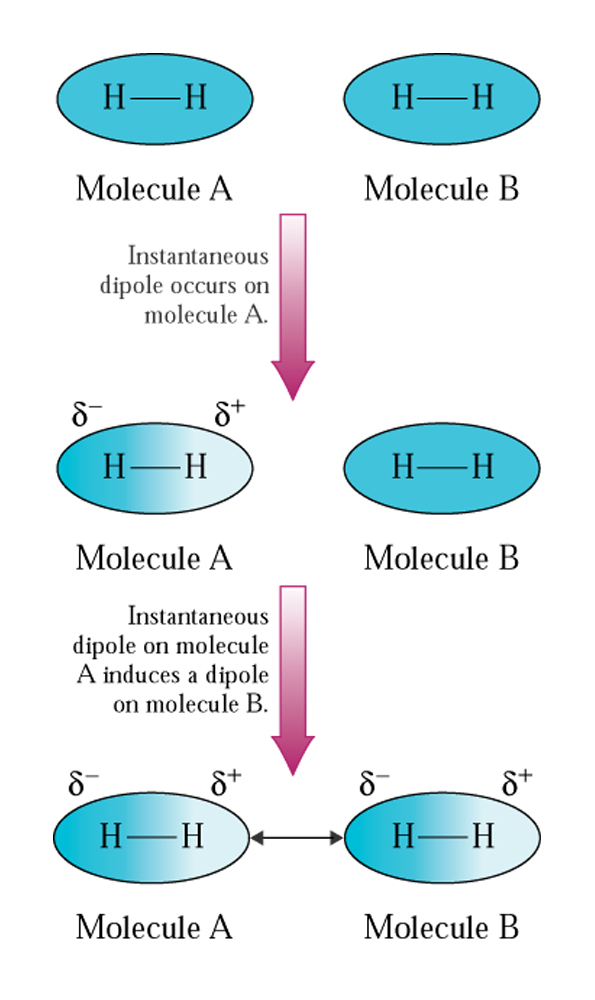 H—H H—H
Molecule A Molecule B
Instantaneous
dipole occurs on
molecule A.
δ− δ+
H—H H—H
Molecule A Molecule B
Instantaneous
dipole on molecule
A induces a dipole
on molecule B.
δ− δ+ δ− δ+
H—H H—H
Molecule A Molecule B